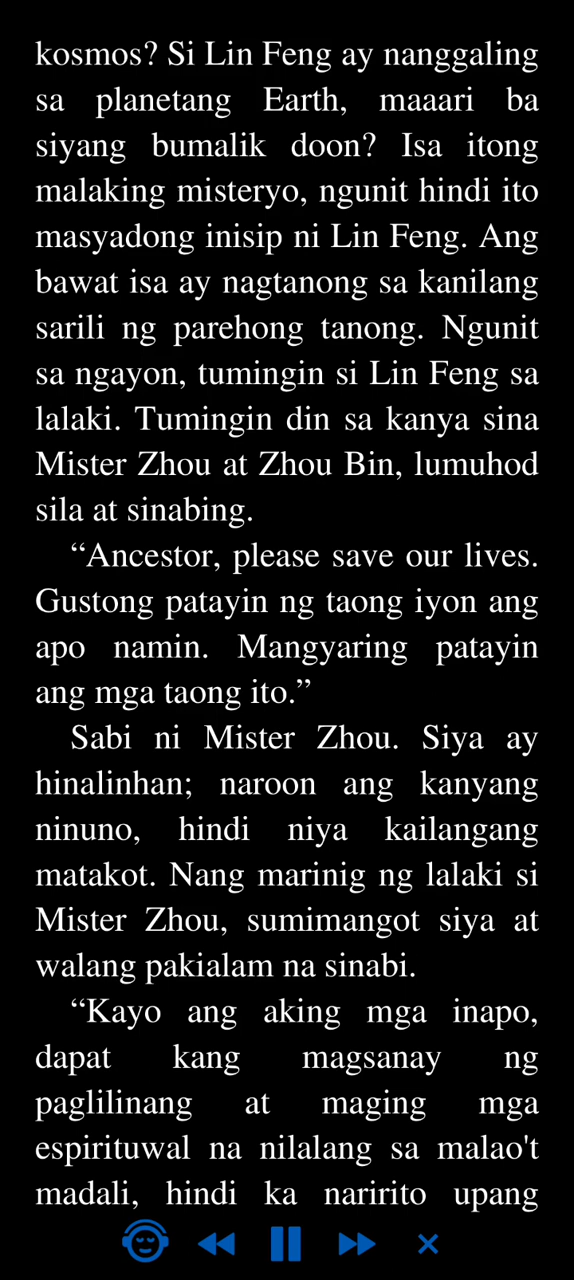 kosmos? Si Lin Feng ay nanggaling
sa planetang Earth, maaari ba
siyang bumalik doon? Isa itong
malaking misteryo, ngunit hindi ito
masyadong inisip ni Lin Feng. Ang
bawat isa ay nagtanong sa kanilang
sarili ng parehong tanong. Ngunit
sa ngayon, tumingin si Lin Feng sa
lalaki. Tumingin din sa kanya sina
Mister Zhou at Zhou Bin, lumuhod
sila at sinabing.
“Ancestor, please save our lives.
Gustong patayin ng taong iyon ang
apo namin. Mangyaring patayin
ang mga taong ito.”
Sabi ni Mister Zhou. Siya ay
hinalinhan; naroon ang kanyang
ninuno, hindi niya kailangang
matakot. Nang marinig ng lalaki si
Mister Zhou, sumimangot siya at
walang pakialam na sinabi.
“Kayo ang aking mga inapo,
dapat kang magsanay ng
paglilinang at maging mga
espirituwal na nilalang sa malao't
madali, hindi ka naririto upang